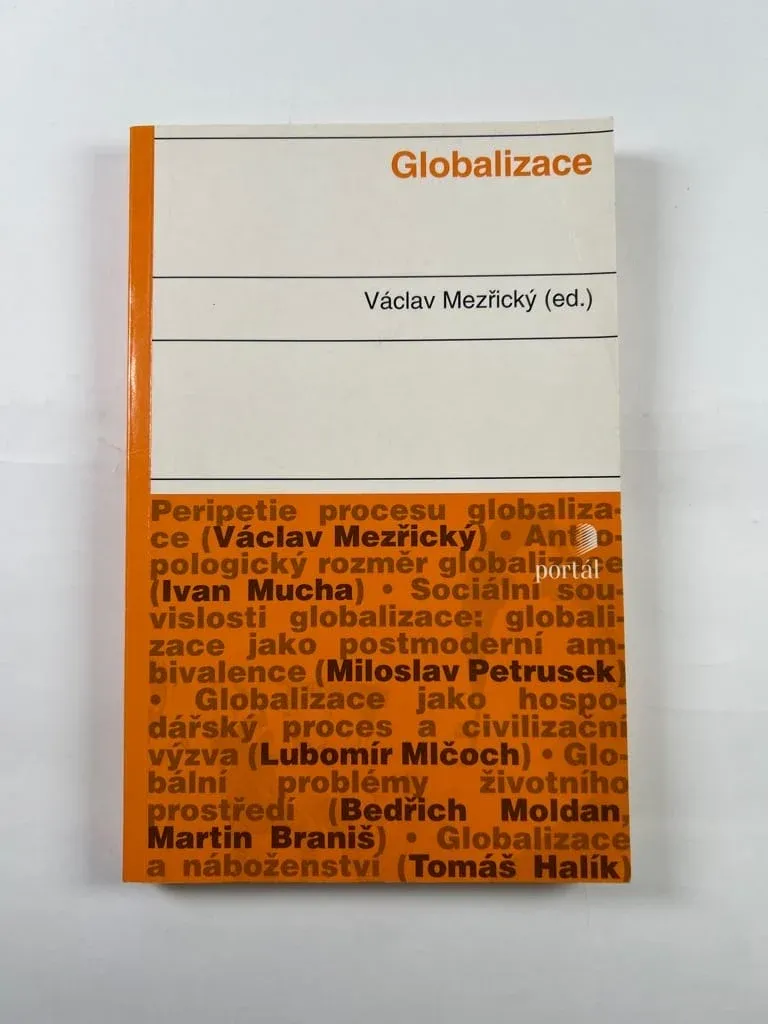 Globalizace
Václav Mezřický (ed.)
Peripetie procesu globaliza-
ce (Václav Mezřický) • Antro-
pologický rozměr globalizace
portál
(Ivan Mucha) • Sociální sou-
vislosti globalizace: globali-
zace jako postmoderní am-
bivalence (Miloslav Petrusek)
• Globalizace jako hospo-
dářský proces a civilizační
výzva (Lubomír Mlčoch) • Glo-
bální problémy životního
prostředí (Bedřich Moldan,
Martin Braniš) • Globalizace
a náboženství (Tomáš Halík)